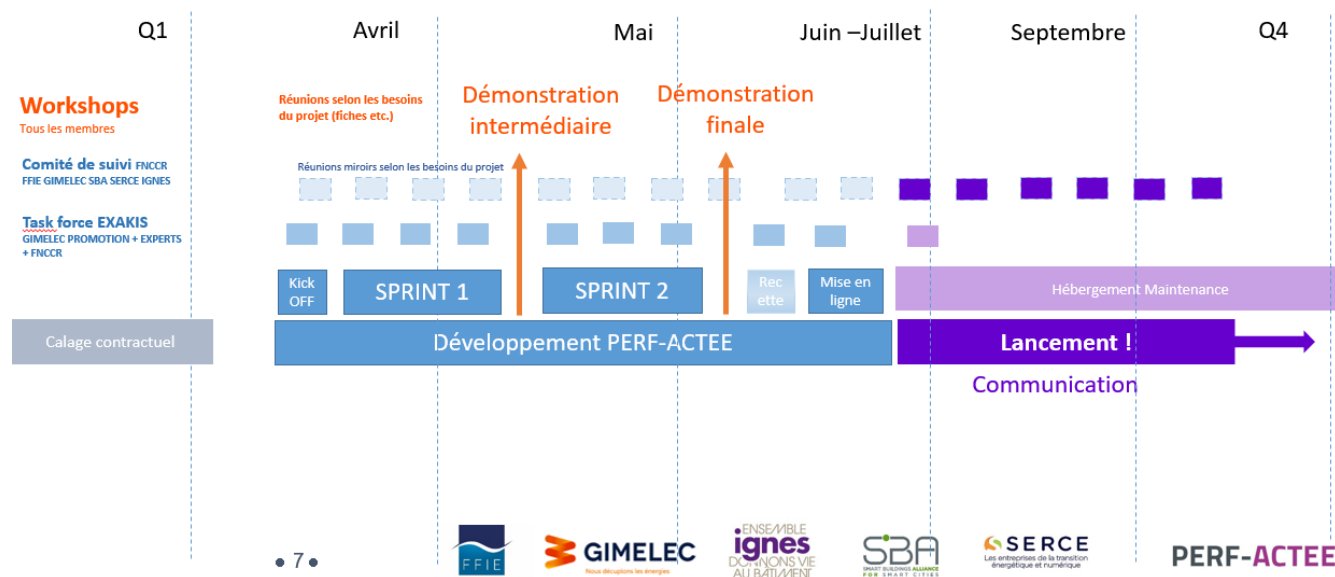 Q1
Avril
Mai
Juin –Juillet
Septembre
Q4
Workshops
Tous les membres
Réunions selon les besoins
du projet (fiches etc.)
Démonstration
intermédiaire
Démonstration
finale
Comité de suivi FNCCR
FFIE GIMELEC SBA SERCE IGNES
Réunions miroirs selon les besoins du projet
Task force EXAKIS
GIMELEC PROMOTION + EXPERTS
+ FNCCR
Kick
OFF
SPRINT 1
SPRINT 2
Rec
ette
Mise en
ligne
Hébergement Maintenance
Calage contractuel
Développement PERF-ACTEE
Lancement !
Communication
• 7 •
FFIE
GIMELEC
Nous décuplons les énergies
ENSEMBLE
ignes
DONNONS VIE
AU BÂTIMENT
SBA
SMART BUILDINGS ALLIANCE
FOR SMART CITIES
SERCE
Les entreprises de la transition
énergétique et numérique
PERF-ACTEE